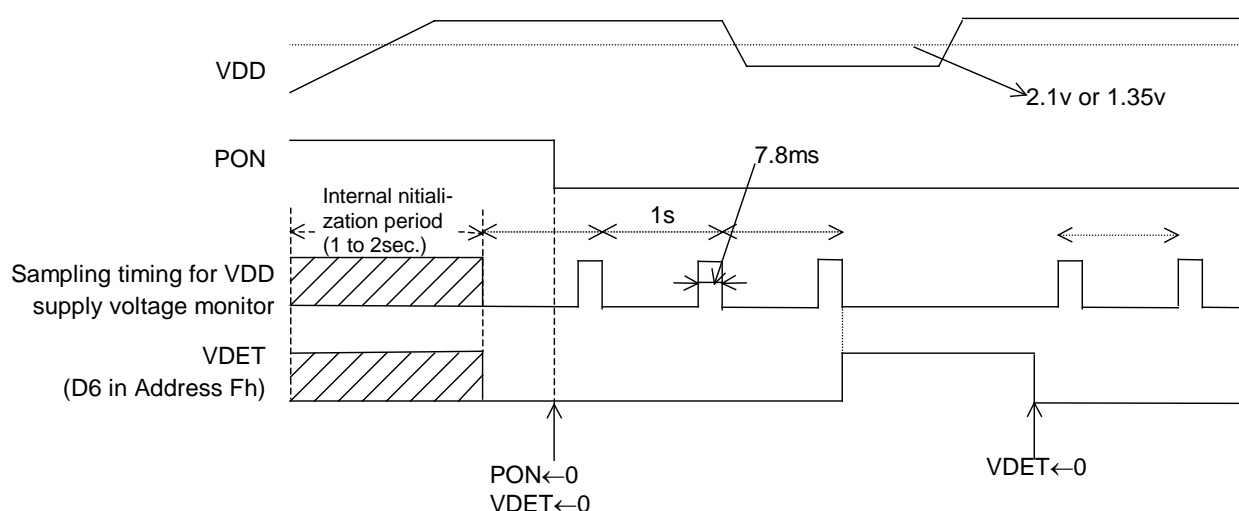 VDD
2.1v or 1.35v
PON
7.8ms
Internal nitiali-
zation period
(1 to 2sec.)
1s
Sampling timing for VDD
supply voltage monitor
VDET
(D6 in Address Fh)
PON←0
VDET←0
VDET←0